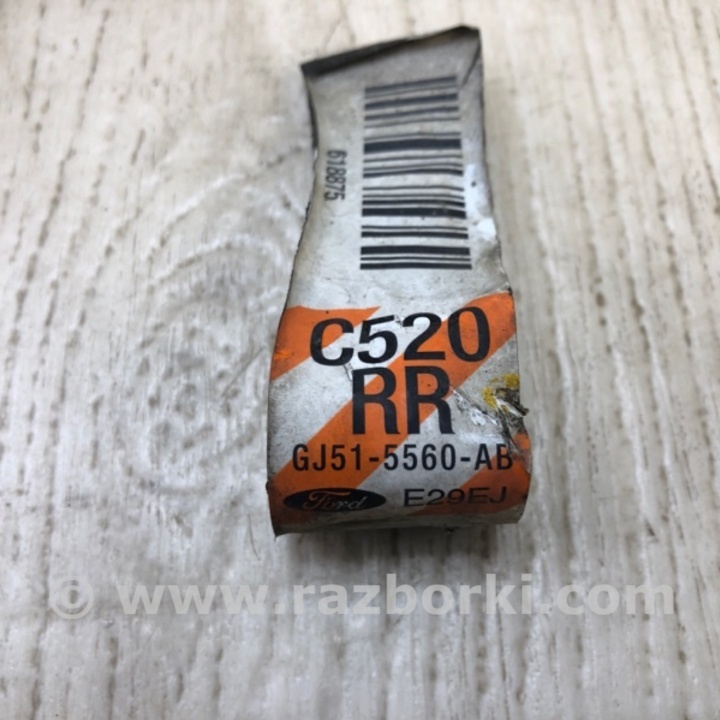 618875
C520
RR
GJ51-5560-AB
Ford E29EJ
© www.razborki.com